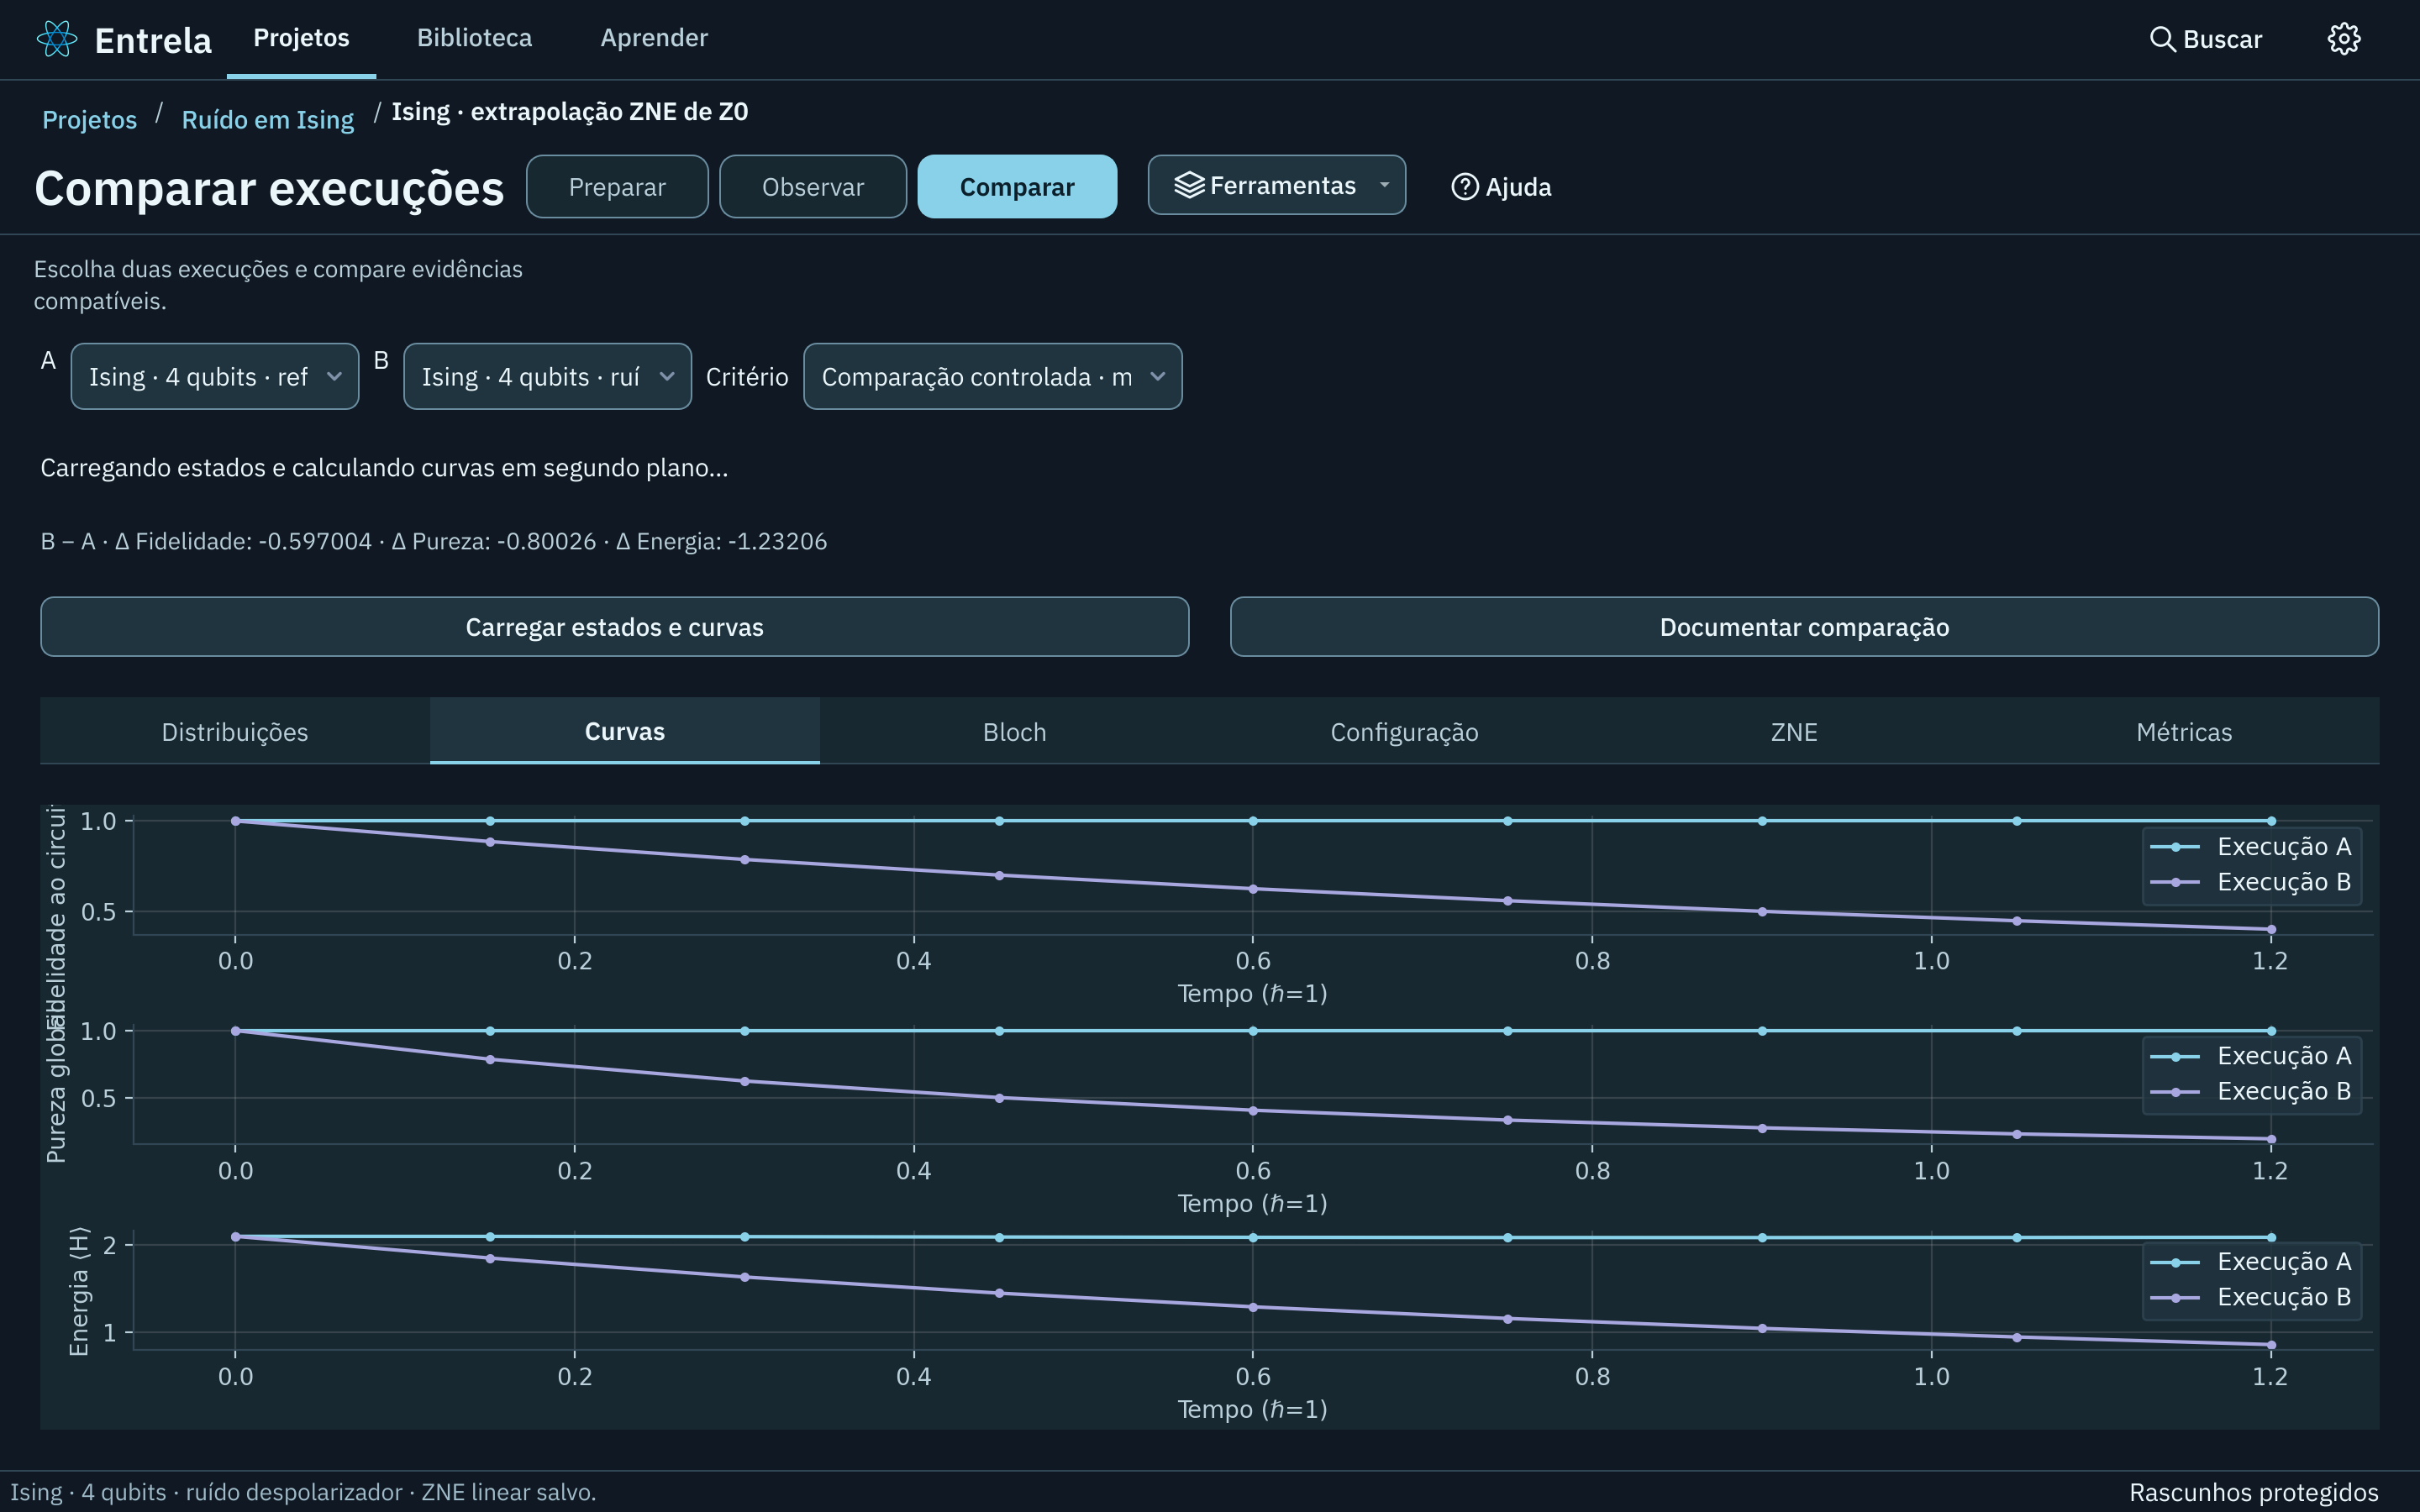 Entrela
Projetos
Biblioteca
Aprender
Buscar
Projetos / Ruído em Ising / Ising · extrapolação ZNE de Z0
Comparar execuções
Preparar
Observar
Comparar
Ferramentas
Ajuda
Escolha duas execuções e compare evidências
compatíveis.
A
Ising · 4 qubits · ref
B
Ising · 4 qubits · ruí
Critério
Comparação controlada · m
Carregando estados e calculando curvas em segundo plano...
B – A · Δ Fidelidade: -0.597004 · Δ Pureza: -0.80026 · Δ Energia: -1.23206
Carregar estados e curvas
Documentar comparação
Distribuições
Curvas
Bloch
Configuração
ZNE
Métricas
Fidelidade ao circui
1.0
0.5
Execução A
Execução B
0.0 0.2 0.4 0.6 0.8 1.0 1.2
Tempo (ℏ=1)
Pureza global
1.0
0.5
Execução A
Execução B
0.0 0.2 0.4 0.6 0.8 1.0 1.2
Tempo (ℏ=1)
Energia ⟨H⟩
2
1
Execução A
Execução B
0.0 0.2 0.4 0.6 0.8 1.0 1.2
Tempo (ℏ=1)
Ising · 4 qubits · ruído despolarizador · ZNE linear salvo.
Rascunhos protegidos